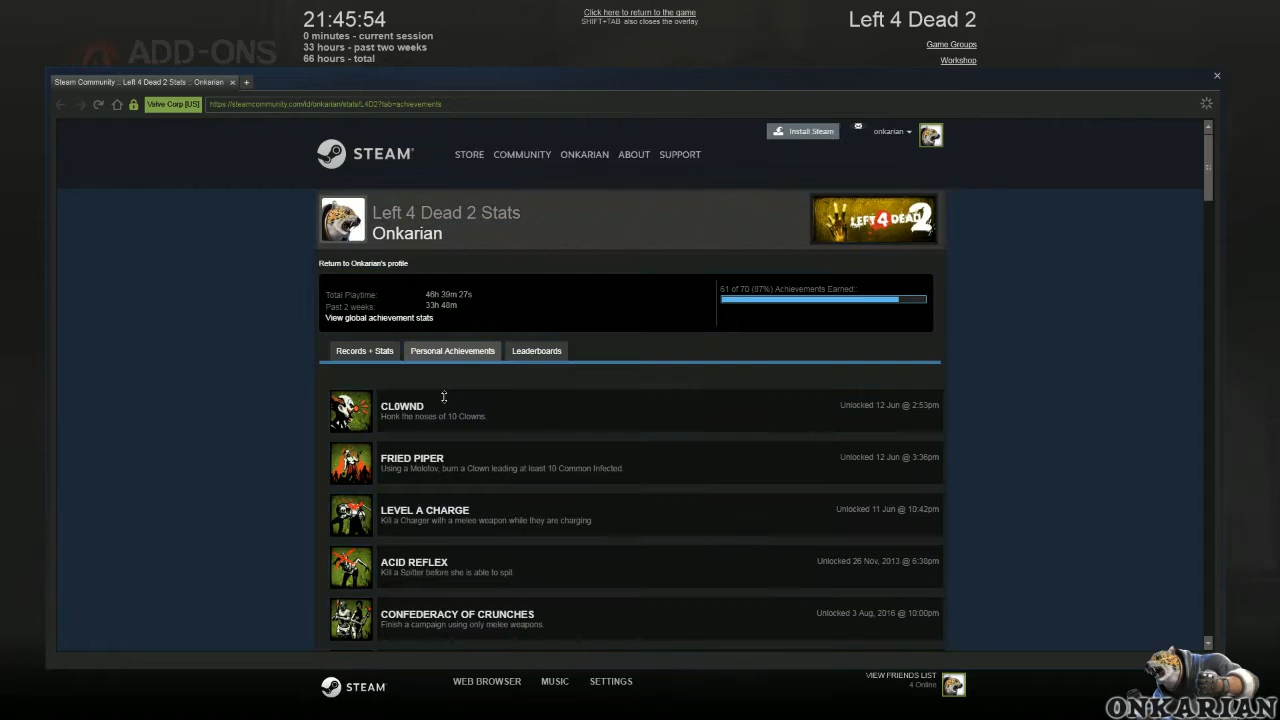 21:45:54
0 minutes - current session
33 hours - past two weeks
66 hours - total
Click here to return to the game
SHIFT+TAB also closes the overlay
Left 4 Dead 2
Game Groups
Workshop
ADD-ONS
Steam Community :: Left 4 Dead 2 Stats :: Onkarian
Valve Corp [US]
https://steamcommunity.com/id/onkarian/stats/L4D2?tab=achievements
Install Steam
onkarian
STEAM
STORE COMMUNITY ONKARIAN ABOUT SUPPORT
Left 4 Dead 2 Stats
Onkarian
LEFT 4 DEAD 2
Return to Onkarian's profile
Total Playtime: 46h 39m 27s
Past 2 weeks: 33h 48m
View global achievement stats
61 of 70 (87%) Achievements Earned::
Records + Stats Personal Achievements Leaderboards
CL0WND
Honk the noses of 10 Clowns.
Unlocked 12 Jun @ 2:53pm
FRIED PIPER
Using a Molotov, burn a Clown leading at least 10 Common Infected.
Unlocked 12 Jun @ 3:36pm
LEVEL A CHARGE
Kill a Charger with a melee weapon while they are charging
Unlocked 11 Jun @ 10:42pm
ACID REFLEX
Kill a Spitter before she is able to spit.
Unlocked 26 Nov, 2013 @ 6:38pm
CONFEDERACY OF CRUNCHES
Finish a campaign using only melee weapons.
Unlocked 3 Aug, 2016 @ 10:00pm
STEAM
WEB BROWSER MUSIC SETTINGS
VIEW FRIENDS LIST
4 Online
ONKARIAN